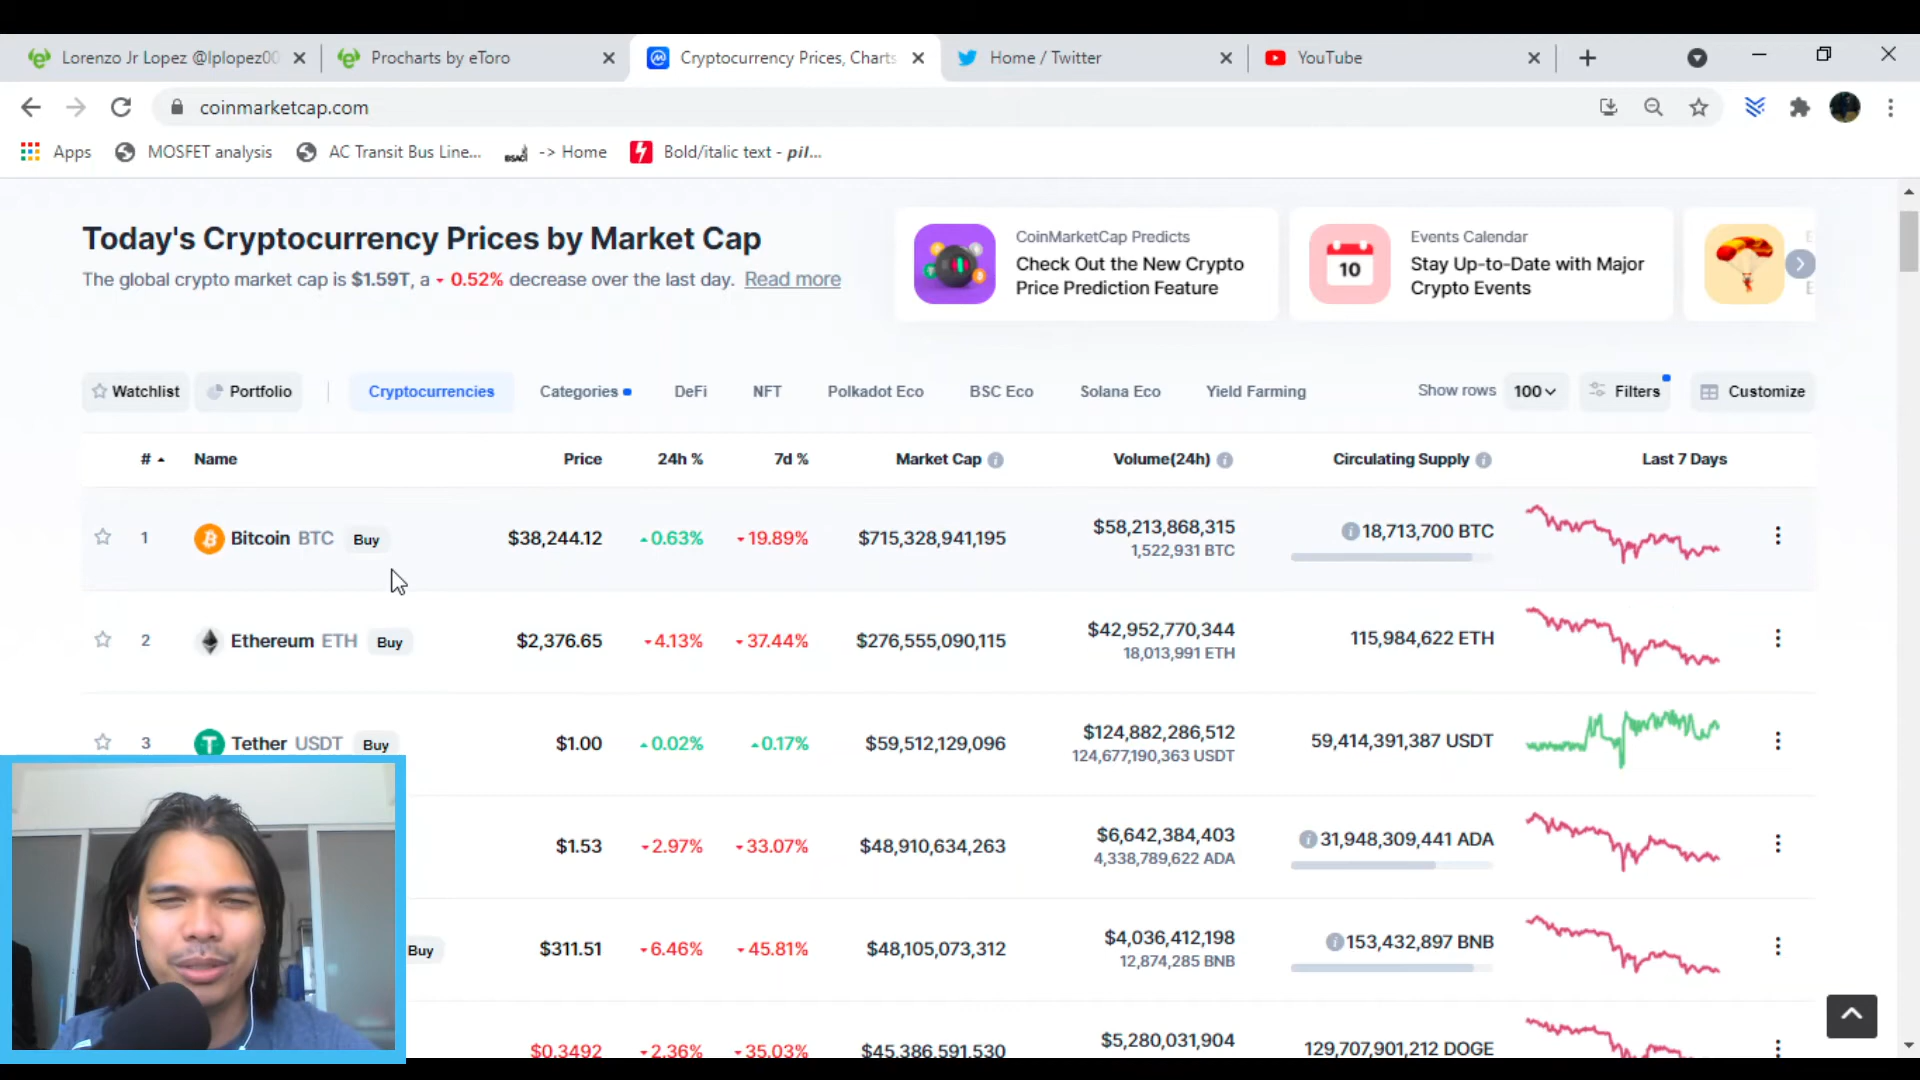 Lorenzo Jr Lopez @lplopez00
Procharts by eToro
Cryptocurrency Prices, Charts
Home / Twitter
YouTube
coinmarketcap.com
Apps
MOSFET analysis
AC Transit Bus Line...
-> Home
Bold/italic text - pil...
Today's Cryptocurrency Prices by Market Cap
The global crypto market cap is $1.59T, a 0.52% decrease over the last day. Read more
CoinMarketCap Predicts
Check Out the New Crypto
Price Prediction Feature
10
Events Calendar
Stay Up-to-Date with Major
Crypto Events
Watchlist
Portfolio
Cryptocurrencies
Categories
DeFi
NFT
Polkadot Eco
BSC Eco
Solana Eco
Yield Farming
Show rows
100
Filters
Customize
# Name Price 24h % 7d % Market Cap Volume(24h) Circulating Supply Last 7 Days
1 Bitcoin BTC Buy $38,244.12 0.63% 19.89% $715,328,941,195 $58,213,868,315 18,713,700 BTC
1,522,931 BTC
2 Ethereum ETH Buy $2,376.65 4.13% 37.44% $276,555,090,115 $42,952,770,344 115,984,622 ETH
18,013,991 ETH
3 Tether USDT Buy $1.00 0.02% 0.17% $59,512,129,096 $124,882,286,512 59,414,391,387 USDT
124,677,190,363 USDT
$1.53 2.97% 33.07% $48,910,634,263 $6,642,384,403 31,948,309,441 ADA
4,338,789,622 ADA
Buy $311.51 6.46% 45.81% $48,105,073,312 $4,036,412,198 153,432,897 BNB
12,874,285 BNB
$0.3492 2.36% 35.03% $45,386,591,530 $5,280,031,904 129,707,901,212 DOGE